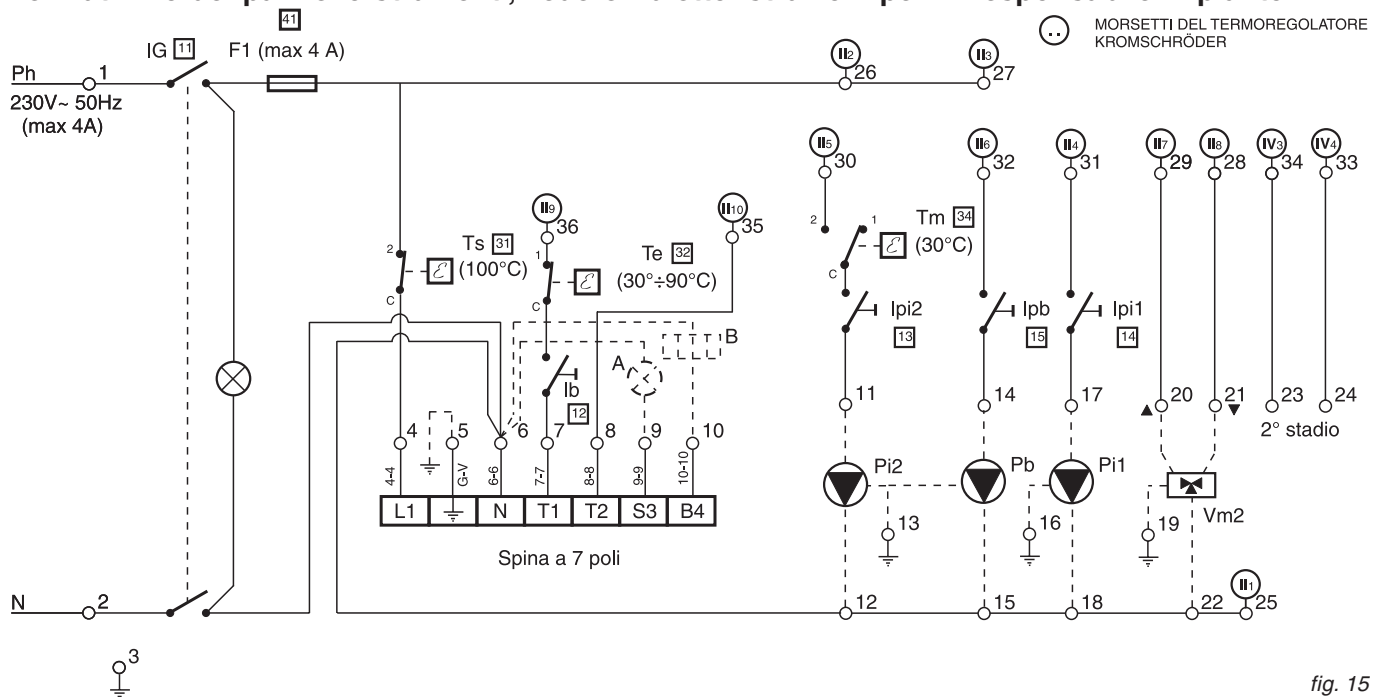 41
IG 11 F1 (max 4 A)
MORSETTI DEL TERMOREGOLATORE
KROMSCHRÖDER
II2 II3
Ph 1 26 27
230V~ 50Hz
(max 4A)
II5 II6 II4 II7 II8 IV3 IV4
30 32 31 29 28 34 33
II9 II10
36 35
2 1
Tm 34
(30°C)
C
2 Ts 31
(100°C)
C
1 Te 32
(30°÷90°C)
C
Ipi2 Ipb Ipi1
13 15 14
B
A
Ib
12
11 14 17 20 21 23 24
▲ ▼
2° stadio
4 5 6 7 8 9 10
4-4 G-V 6-6 7-7 8-8 9-9 10-10
L1 N T1 T2 S3 B4
Spina a 7 poli
Pi2 Pb Pi1
Vm2
13 16 19
II1
N 2 12 15 18 22 25
3
fig. 15